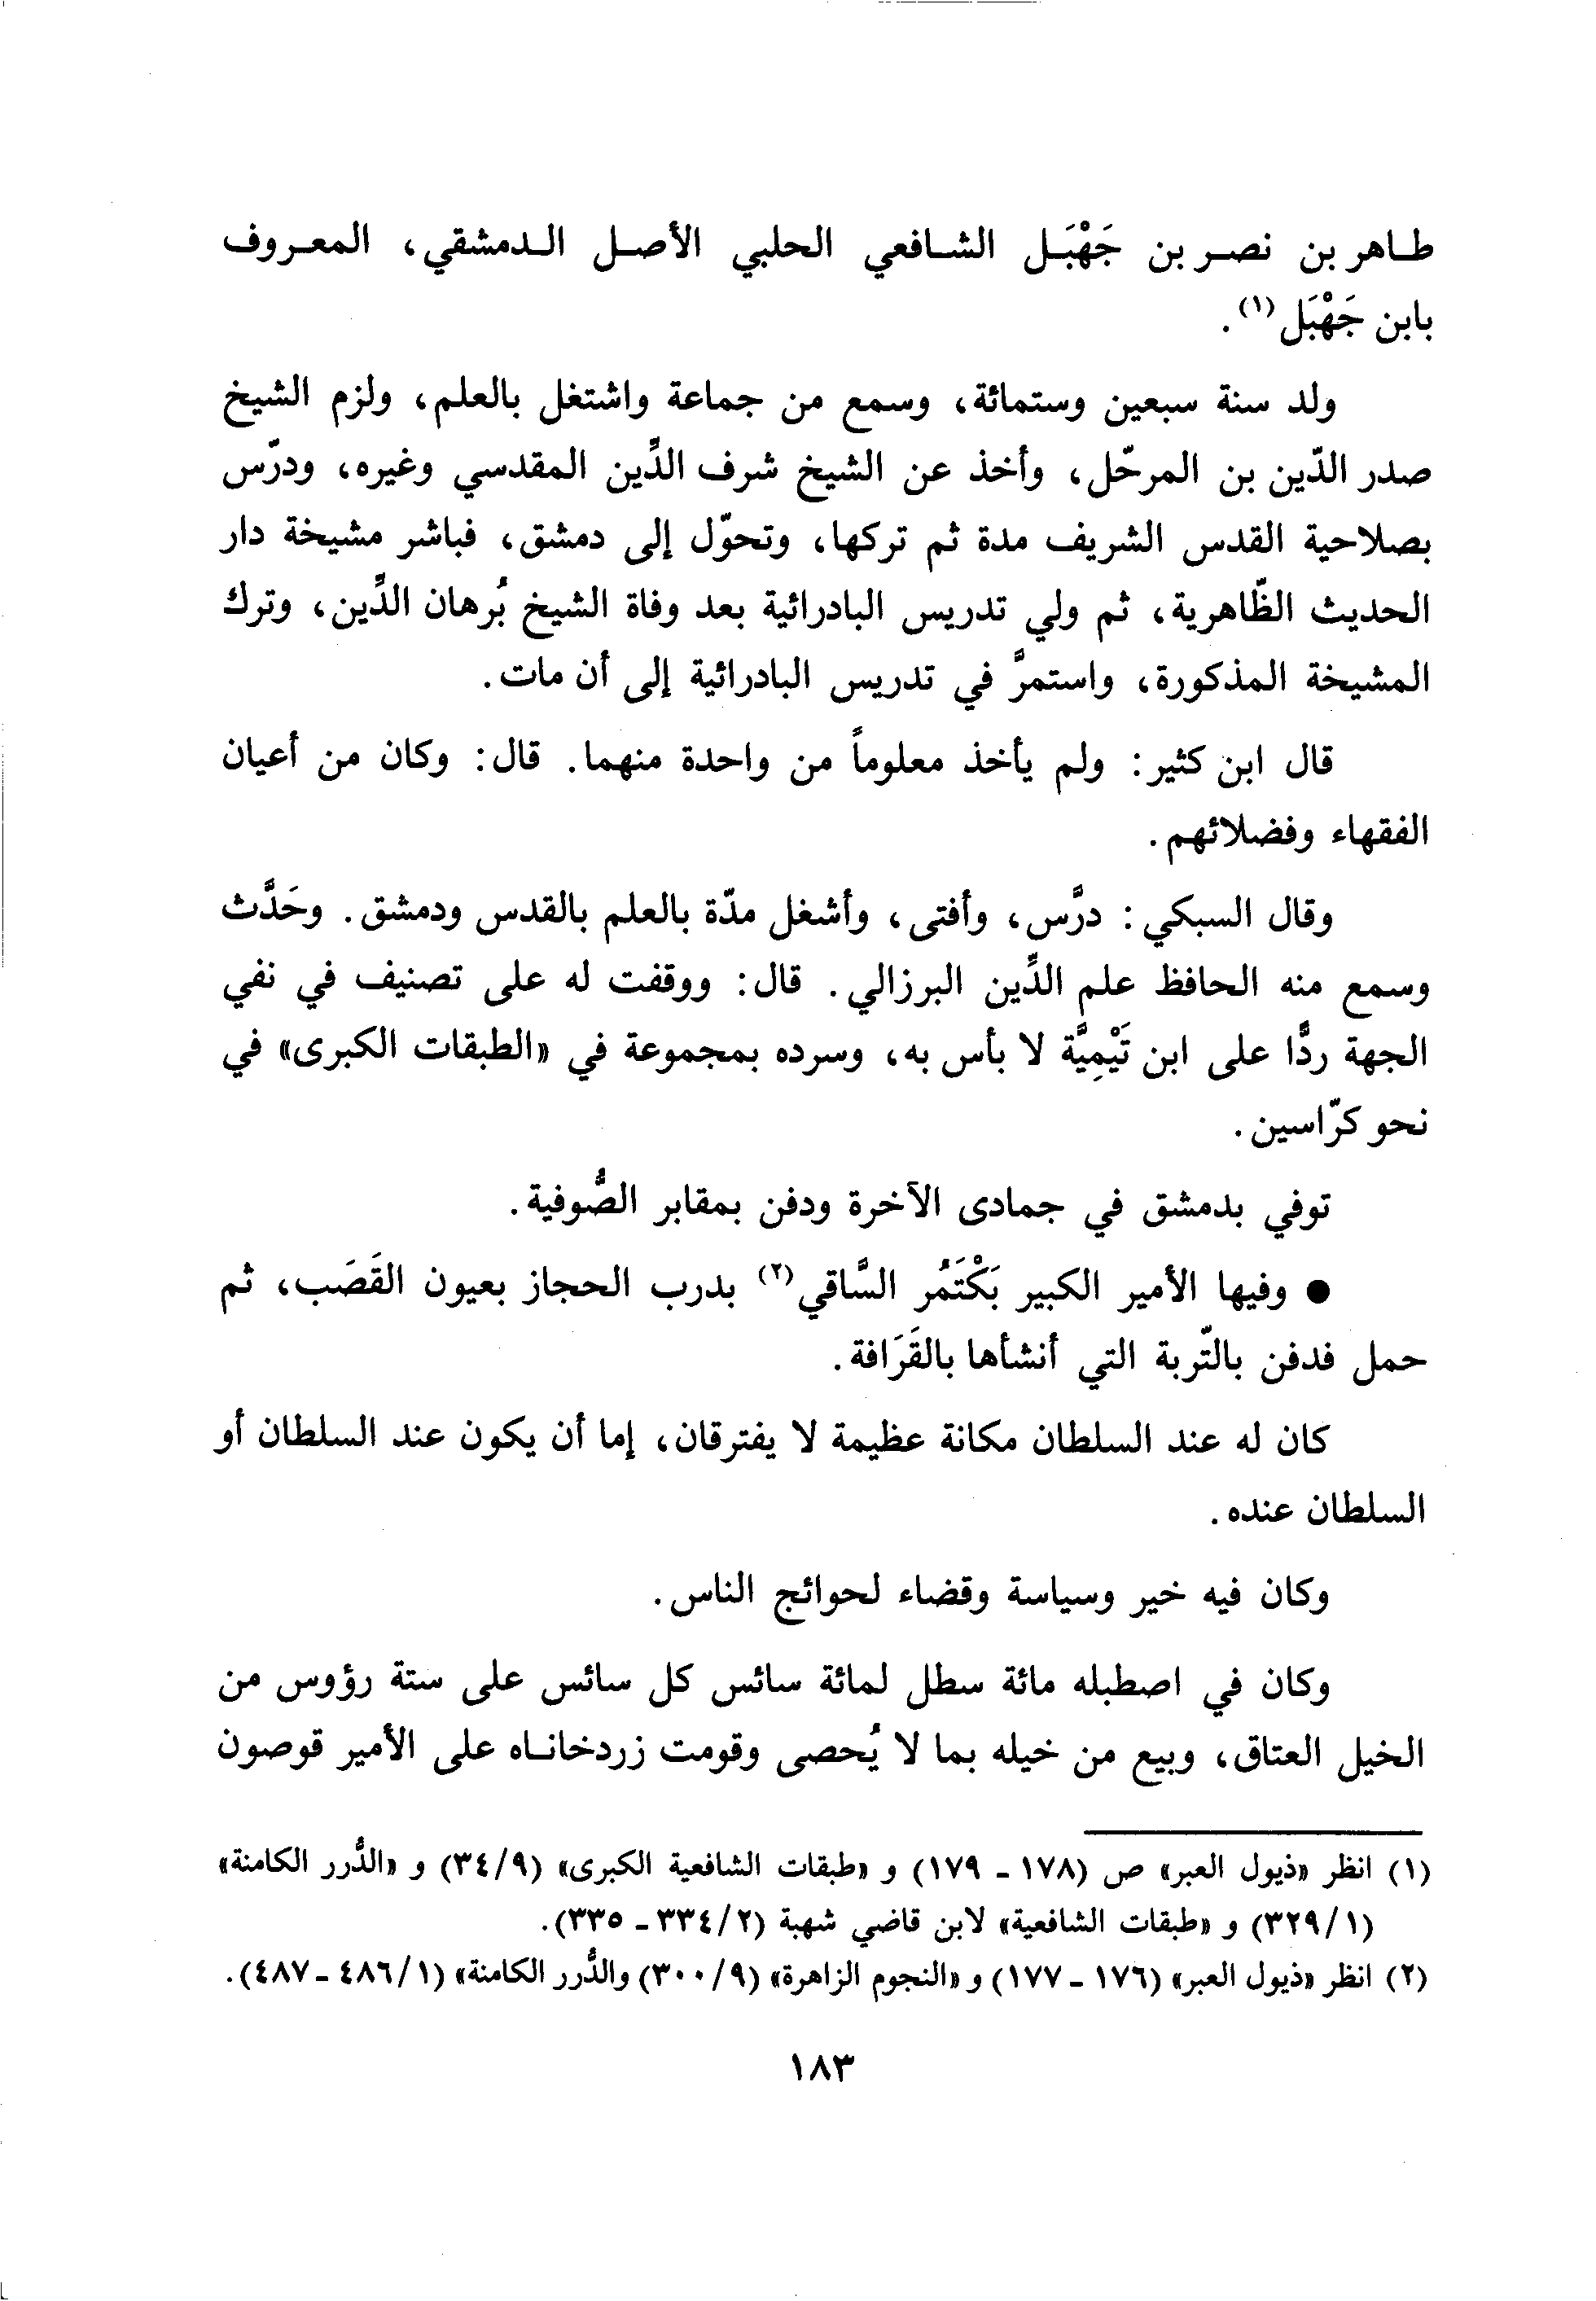 طاهر بن نصر بن جَهْبَل الشافعي الحلبي الأصل الدمشقي، المعروف
بابن جَهْبَل (١).
ولد سنة سبعين وستمائة، وسمع من جماعة واشتغل بالعلم، ولزم الشيخ
صدر الدّين بن المرحّل، وأخذ عن الشيخ شرف الدِّين المقدسي وغيره، ودرّس
بصلاحية القدس الشريف مدة ثم تركها، وتحوّل إلى دمشق، فباشر مشيخة دار
الحديث الظّاهرية، ثم ولي تدريس البادرائية بعد وفاة الشيخ بُرهان الدِّين، وترك
المشيخة المذكورة، واستمرَّ في تدريس البادرائية إلى أن مات.
قال ابن كثير: ولم يأخذ معلوماً من واحدة منهما. قال: وكان من أعيان
الفقهاء وفضلائهم.
وقال السبكي: درَّس، وأفتى، وأشغل مدّة بالعلم بالقدس ودمشق. وحَدَّث
وسمع منه الحافظ علم الدِّين البرزالي. قال: ووقفت له على تصنيف في نفي
الجهة ردًّا على ابن تَيْمِيَّة لا بأس به، وسرده بمجموعة في «الطبقات الكبرى» في
نحو كرّاسين.
توفي بدمشق في جمادى الآخرة ودفن بمقابر الصُّوفية.
● وفيها الأمير الكبير بَكْتَمُر السَّاقي (٢) بدرب الحجاز بعيون القَصَب، ثم
حمل فدفن بالتّربة التي أنشأها بالقَرَافة.
كان له عند السلطان مكانة عظيمة لا يفترقان، إما أن يكون عند السلطان أو
السلطان عنده.
وكان فيه خير وسياسة وقضاء لحوائج الناس.
وكان في اصطبله مائة سطل لمائة سائس كل سائس على ستة رؤوس من
الخيل العتاق، وبيع من خيله بما لا يُحصى وقومت زردخاناه على الأمير قوصون
(١) انظر «ذيول العبر» ص (١٧٨ - ١٧٩) و «طبقات الشافعية الكبرى» (٣٤/٩) و «الدُّرر الكامنة»
(٣٢٩/١) و «طبقات الشافعية» لابن قاضي شهبة (٣٣٤/٢ - ٣٣٥).
(٢) انظر «ذيول العبر» (١٧٦ - ١٧٧) و «النجوم الزاهرة» (٣٠٠/٩) والدُّرر الكامنة» (٤٨٦/١ - ٤٨٧).
١٨٣